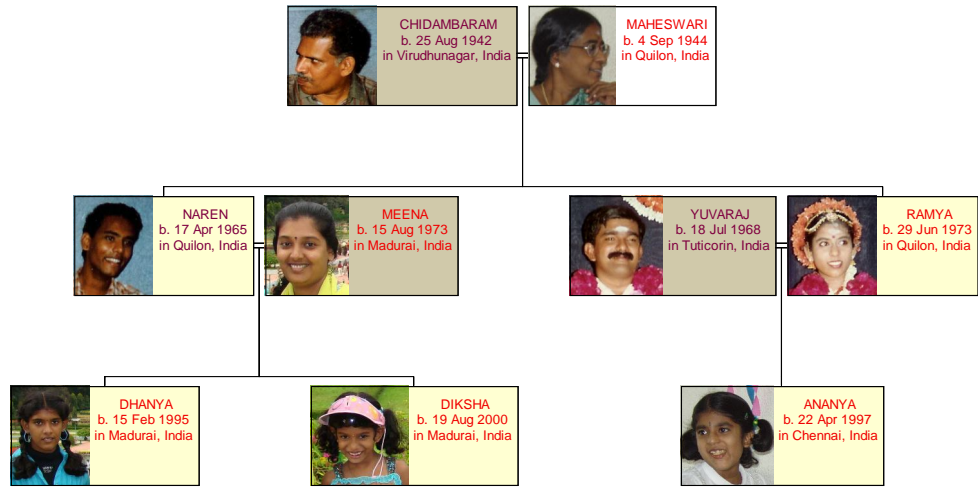 CHIDAMBARAM
b. 25 Aug 1942
in Virudhunagar, India
MAHESWARI
b. 4 Sep 1944
in Quilon, India
NAREN
b. 17 Apr 1965
in Quilon, India
MEENA
b. 15 Aug 1973
in Madurai, India
YUVARAJ
b. 18 Jul 1968
in Tuticorin, India
RAMYA
b. 29 Jun 1973
in Quilon, India
DHANYA
b. 15 Feb 1995
in Madurai, India
DIKSHA
b. 19 Aug 2000
in Madurai, India
ANANYA
b. 22 Apr 1997
in Chennai, India